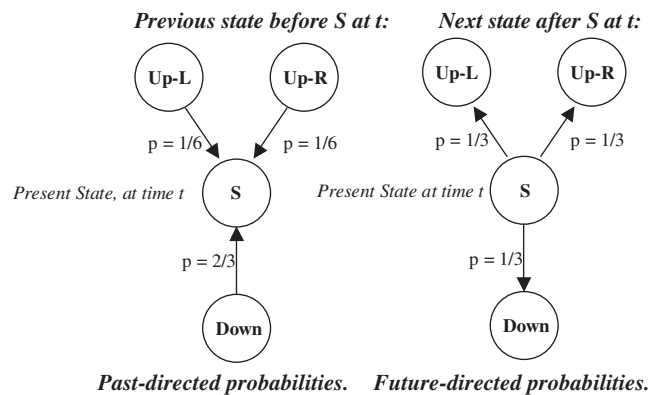 Previous state before S at t: Next state after S at t:
Up-L Up-R Up-L Up-R
p = 1/6 p = 1/6 p = 1/3 p = 1/3
Present State, at time t S Present State at time t S
p = 2/3 p = 1/3
Down Down
Past-directed probabilities. Future-directed probabilities.